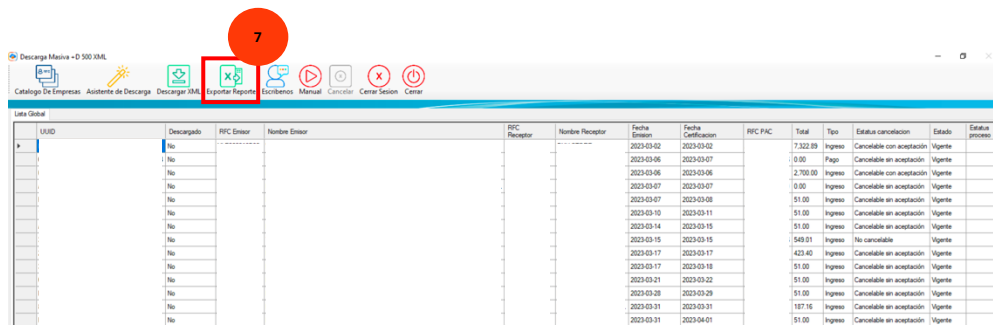 7
Descarga Masiva +D 500 XML
Catalogo De Empresas Asistente de Descarga Descargar XML Exportar Reporte Escribenos Manual Cancelar Cerrar Sesion Cerrar
Lista Global
UUID Descargado RFC Emisor Nombre Emisor RFC Receptor Nombre Receptor Fecha Emision Fecha Certificacion RFC PAC Total Tipo Estatus cancelacion Estado Estatus proceso
No 2023-03-02 2023-03-02 7,322.89 Ingreso Cancelable con aceptación Vigente
No 2023-03-06 2023-03-07 0.00 Pago Cancelable sin aceptación Vigente
No 2023-03-06 2023-03-06 2,700.00 Ingreso Cancelable con aceptación Vigente
No 2023-03-07 2023-03-07 0.00 Ingreso Cancelable sin aceptación Vigente
No 2023-03-07 2023-03-08 51.00 Ingreso Cancelable sin aceptación Vigente
No 2023-03-10 2023-03-11 51.00 Ingreso Cancelable sin aceptación Vigente
No 2023-03-14 2023-03-15 51.00 Ingreso Cancelable sin aceptación Vigente
No 2023-03-15 2023-03-15 549.01 Ingreso No cancelable Vigente
No 2023-03-17 2023-03-17 423.40 Ingreso Cancelable sin aceptación Vigente
No 2023-03-17 2023-03-18 51.00 Ingreso Cancelable sin aceptación Vigente
No 2023-03-21 2023-03-22 51.00 Ingreso Cancelable sin aceptación Vigente
No 2023-03-28 2023-03-29 51.00 Ingreso Cancelable sin aceptación Vigente
No 2023-03-31 2023-03-31 187.16 Ingreso Cancelable sin aceptación Vigente
No 2023-03-31 2023-04-01 51.00 Ingreso Cancelable sin aceptación Vigente